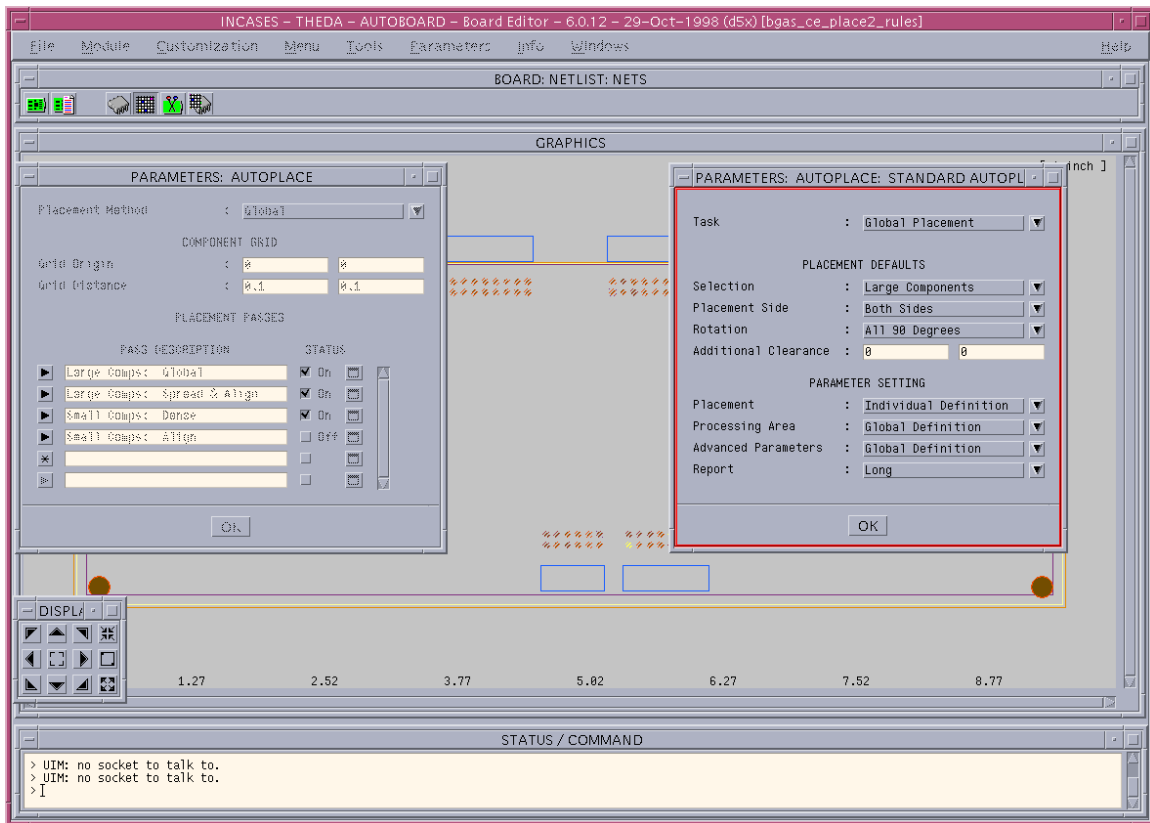 INCASES – THEDA – AUTOBOARD – Board Editor – 6.0.12 – 29–Oct–1998 (d5x) [bgas_ce_place2_rules]
File Module Customization Menu Tools Parameters Info Windows Help
BOARD: NETLIST: NETS
GRAPHICS
inch ]
PARAMETERS: AUTOPLACE
Placement Method : Global
COMPONENT GRID
Grid Origin : 0 0
Grid Distance : 0.1 0.1
PLACEMENT PASSES
PASS DESCRIPTION STATUS
Large Comps: Global On
Large Comps: Spread & Align On
Small Comps: Dense On
Small Comps: Align Off
OK
PARAMETERS: AUTOPLACE: STANDARD AUTOPL
Task : Global Placement
PLACEMENT DEFAULTS
Selection : Large Components
Placement Side : Both Sides
Rotation : All 90 Degrees
Additional Clearance : 0 0
PARAMETER SETTING
Placement : Individual Definition
Processing Area : Global Definition
Advanced Parameters : Global Definition
Report : Long
OK
DISPLA
1.27 2.52 3.77 5.02 6.27 7.52 8.77
STATUS / COMMAND
> UIM: no socket to talk to.
> UIM: no socket to talk to.
>